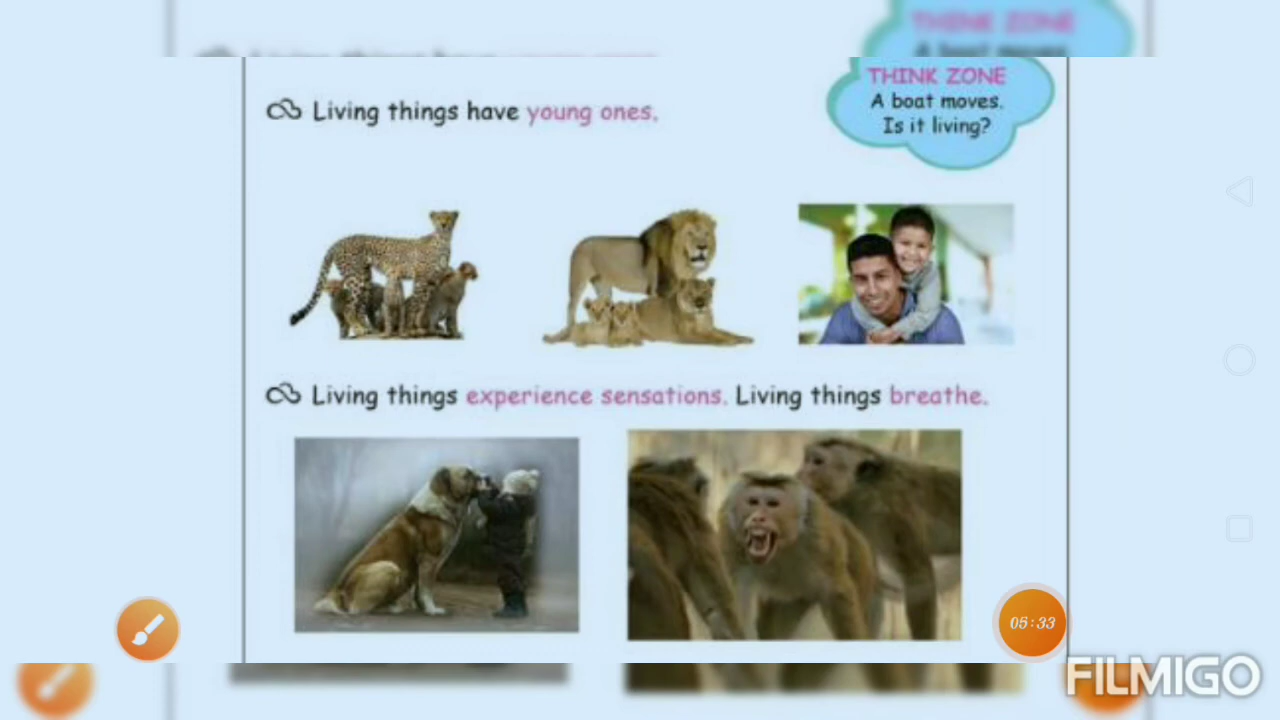 THINK ZONE
A boat moves.
Is it living?
Living things have young ones.
Living things experience sensations. Living things breathe.
05:33
FILMIGO